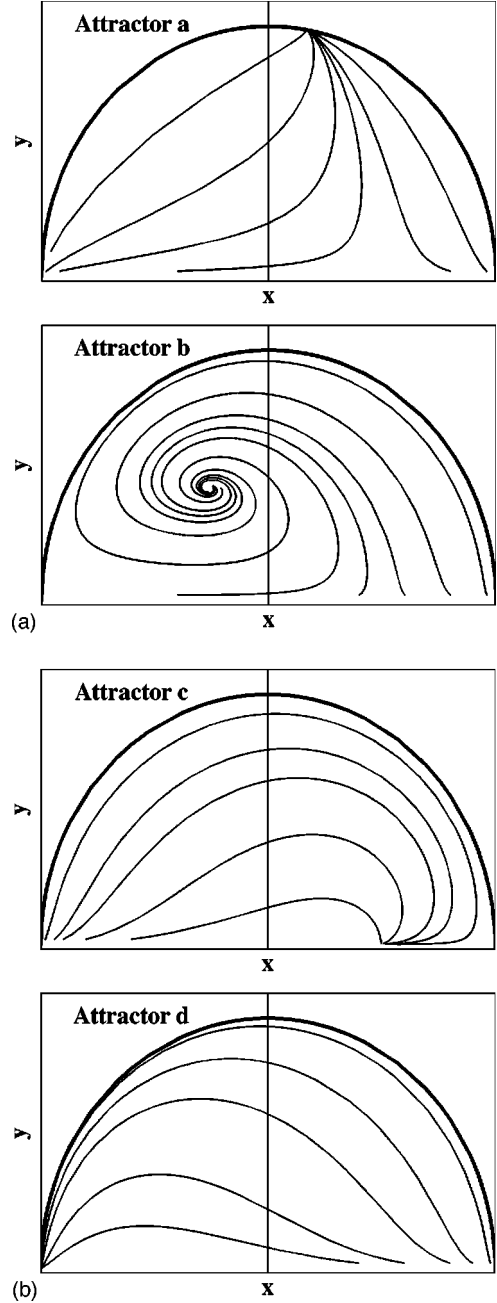 Attractor a
y
x
Attractor b
y
(a)
x
Attractor c
y
x
Attractor d
y
(b)
x